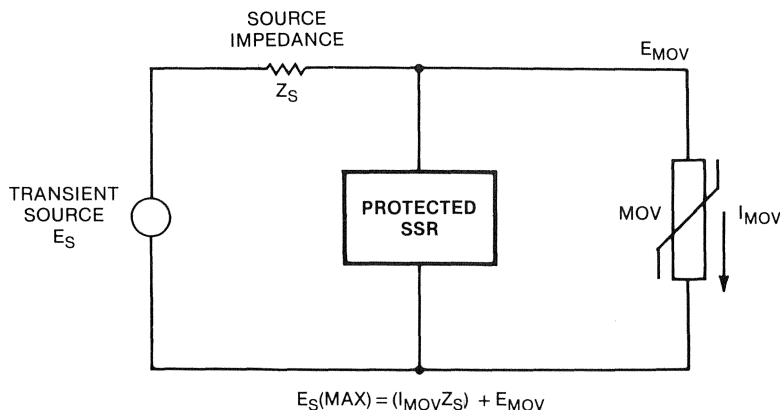 SOURCE
IMPEDANCE
Z_S
E_MOV
TRANSIENT
SOURCE
E_S
PROTECTED
SSR
MOV
I_MOV
E_S(MAX) = (I_MOV Z_S) + E_MOV